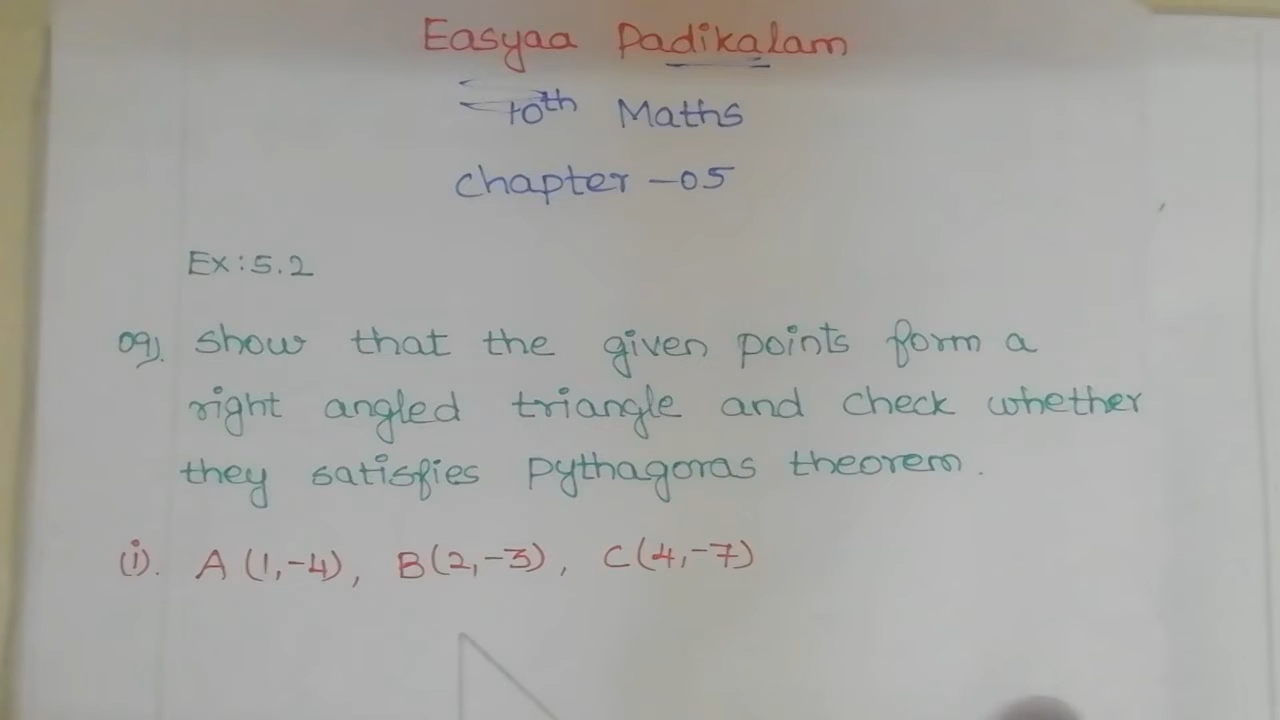 Easyaa Padikalam
10th Maths
Chapter -05
Ex: 5.2
09). Show that the given points form a
right angled triangle and check whether
they satisfies pythagoras theorem.
(i). A (1,-4), B(2,-3), C(4,-7)